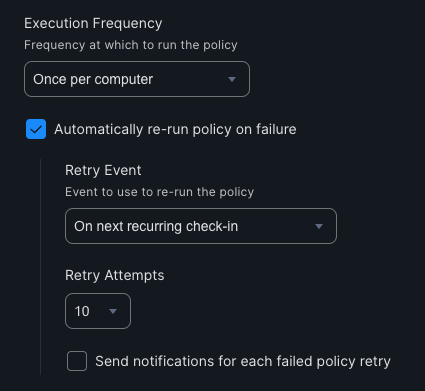 Execution Frequency
Frequency at which to run the policy
Once per computer
Automatically re-run policy on failure
Retry Event
Event to use to re-run the policy
On next recurring check-in
Retry Attempts
10
Send notifications for each failed policy retry